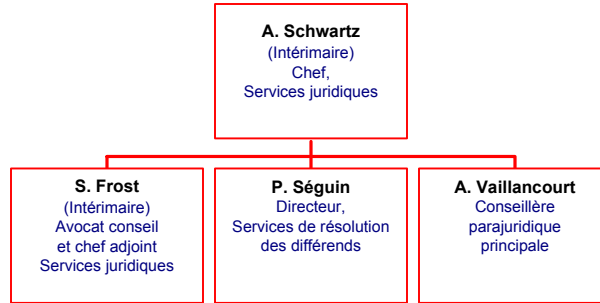 A. Schwartz
(Intérimaire)
Chef,
Services juridiques
S. Frost
(Intérimaire)
Avocat conseil
et chef adjoint
Services juridiques
P. Séguin
Directeur,
Services de résolution
des différends
A. Vaillancourt
Conseillère
parajuridique
principale